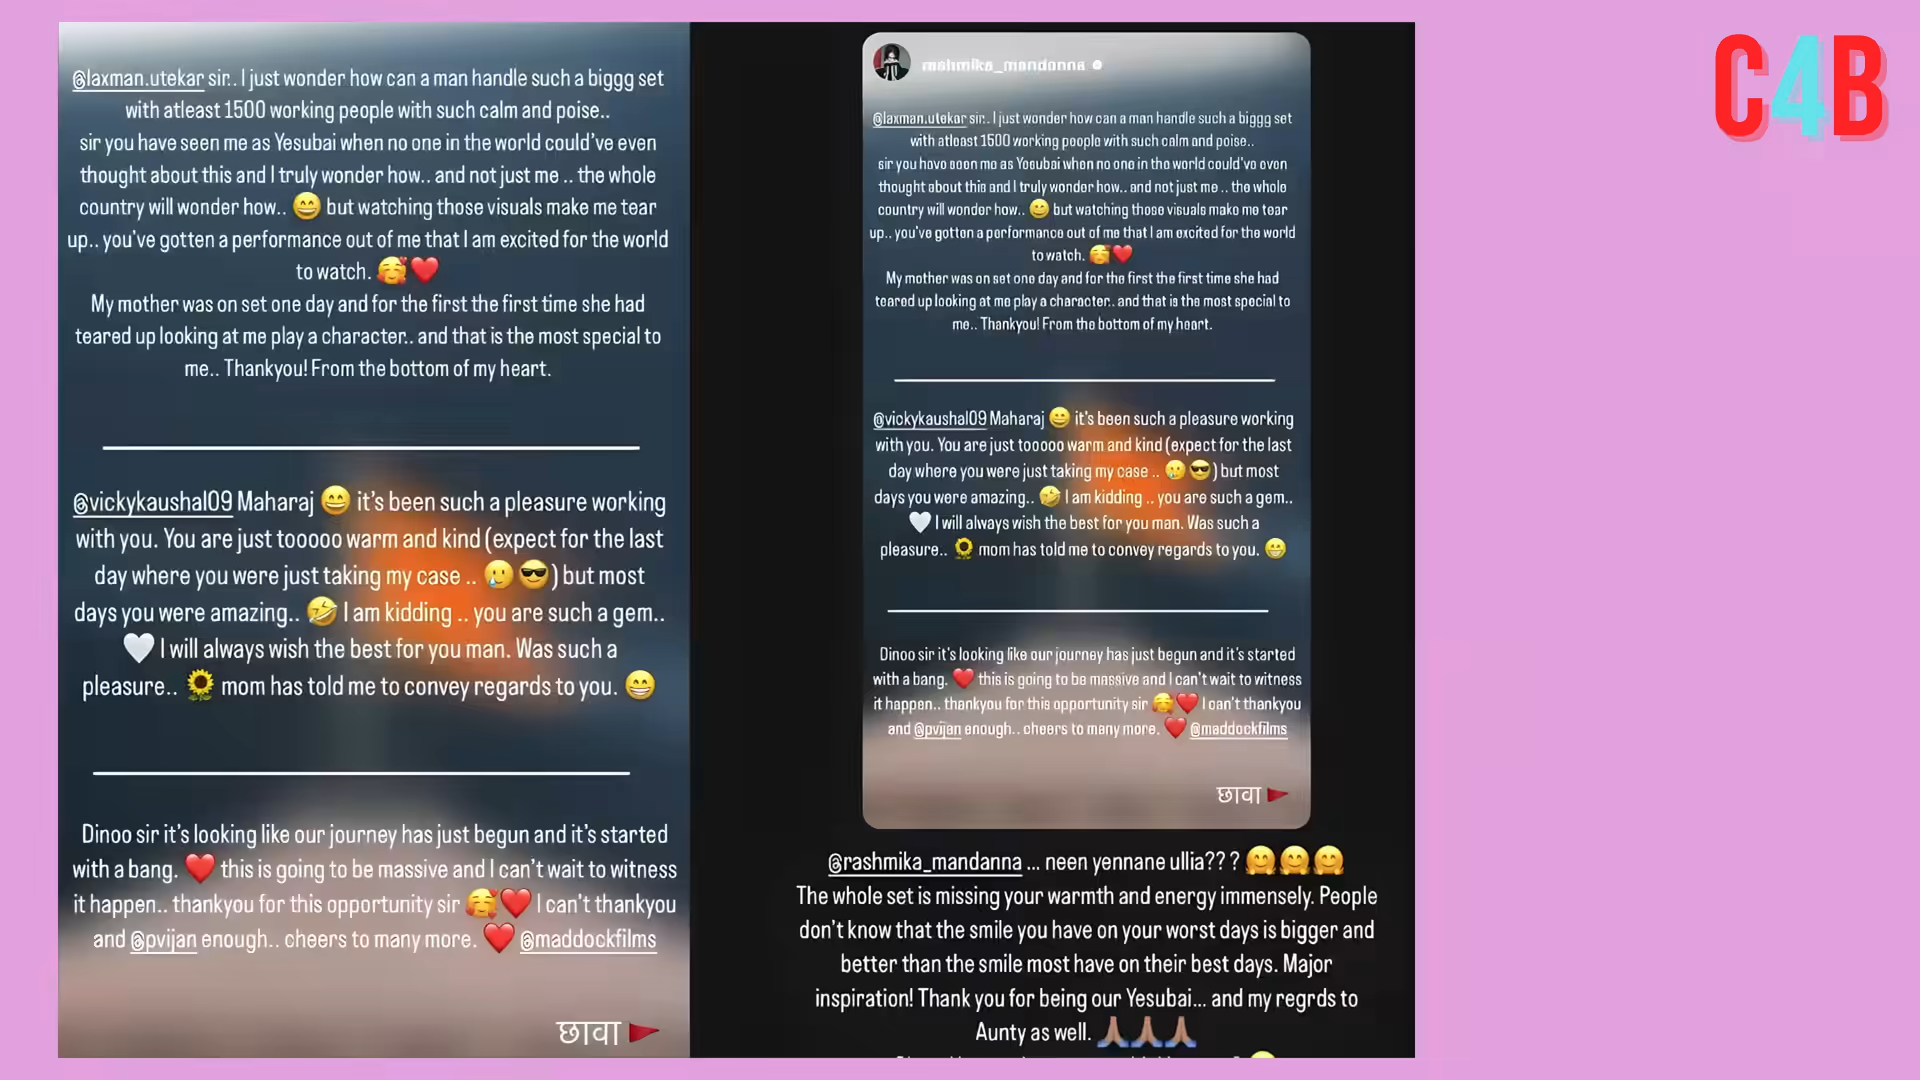 @laxman.utekar sir.. I just wonder how can a man handle such a biggg set
with atleast 1500 working people with such calm and poise..
sir you have seen me as Yesubai when no one in the world could've even
thought about this and I truly wonder how.. and not just me .. the whole
country will wonder how.. 😄 but watching those visuals make me tear
up.. you've gotten a performance out of me that I am excited for the world
to watch. 🥰❤️
My mother was on set one day and for the first the first time she had
teared up looking at me play a character.. and that is the most special to
me.. Thankyou! From the bottom of my heart.
@vickykaushal09 Maharaj 😄 it's been such a pleasure working
with you. You are just tooooo warm and kind (expect for the last
day where you were just taking my case .. 🥲😎) but most
days you were amazing.. 🤣 I am kidding .. you are such a gem..
🤍 I will always wish the best for you man. Was such a
pleasure.. 🌻 mom has told me to convey regards to you. 😁
Dinoo sir it's looking like our journey has just begun and it's started
with a bang. ❤️ this is going to be massive and I can't wait to witness
it happen.. thankyou for this opportunity sir 🥰❤️ I can't thankyou
and @pvijan enough.. cheers to many more. ❤️ @maddockfilms
छावा 🚩
rashmika_mandanna
@laxman.utekar sir.. I just wonder how can a man handle such a biggg set
with atleast 1500 working people with such calm and poise..
sir you have seen me as Yesubai when no one in the world could've even
thought about this and I truly wonder how.. and not just me .. the whole
country will wonder how.. 😄 but watching those visuals make me tear
up.. you've gotten a performance out of me that I am excited for the world
to watch. 🥰❤️
My mother was on set one day and for the first the first time she had
teared up looking at me play a character.. and that is the most special to
me.. Thankyou! From the bottom of my heart.
@vickykaushal09 Maharaj 😄 it's been such a pleasure working
with you. You are just tooooo warm and kind (expect for the last
day where you were just taking my case .. 🥲😎) but most
days you were amazing.. 🤣 I am kidding .. you are such a gem..
🤍 I will always wish the best for you man. Was such a
pleasure.. 🌻 mom has told me to convey regards to you. 😁
Dinoo sir it's looking like our journey has just begun and it's started
with a bang. ❤️ this is going to be massive and I can't wait to witness
it happen.. thankyou for this opportunity sir 🥰❤️ I can't thankyou
and @pvijan enough.. cheers to many more. ❤️ @maddockfilms
छावा 🚩
@rashmika_mandanna ... neen yennane ullia??? 🤗🤗🤗
The whole set is missing your warmth and energy immensely. People
don't know that the smile you have on your worst days is bigger and
better than the smile most have on their best days. Major
inspiration! Thank you for being our Yesubai... and my regrds to
Aunty as well. 🙏🏽🙏🏽🙏🏽
C4B